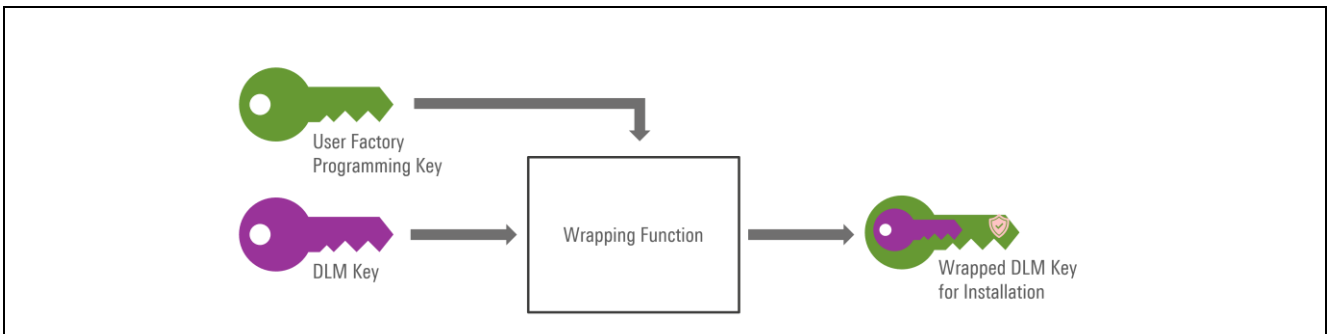 User Factory
Programming Key
DLM Key
Wrapping Function
Wrapped DLM Key
for Installation